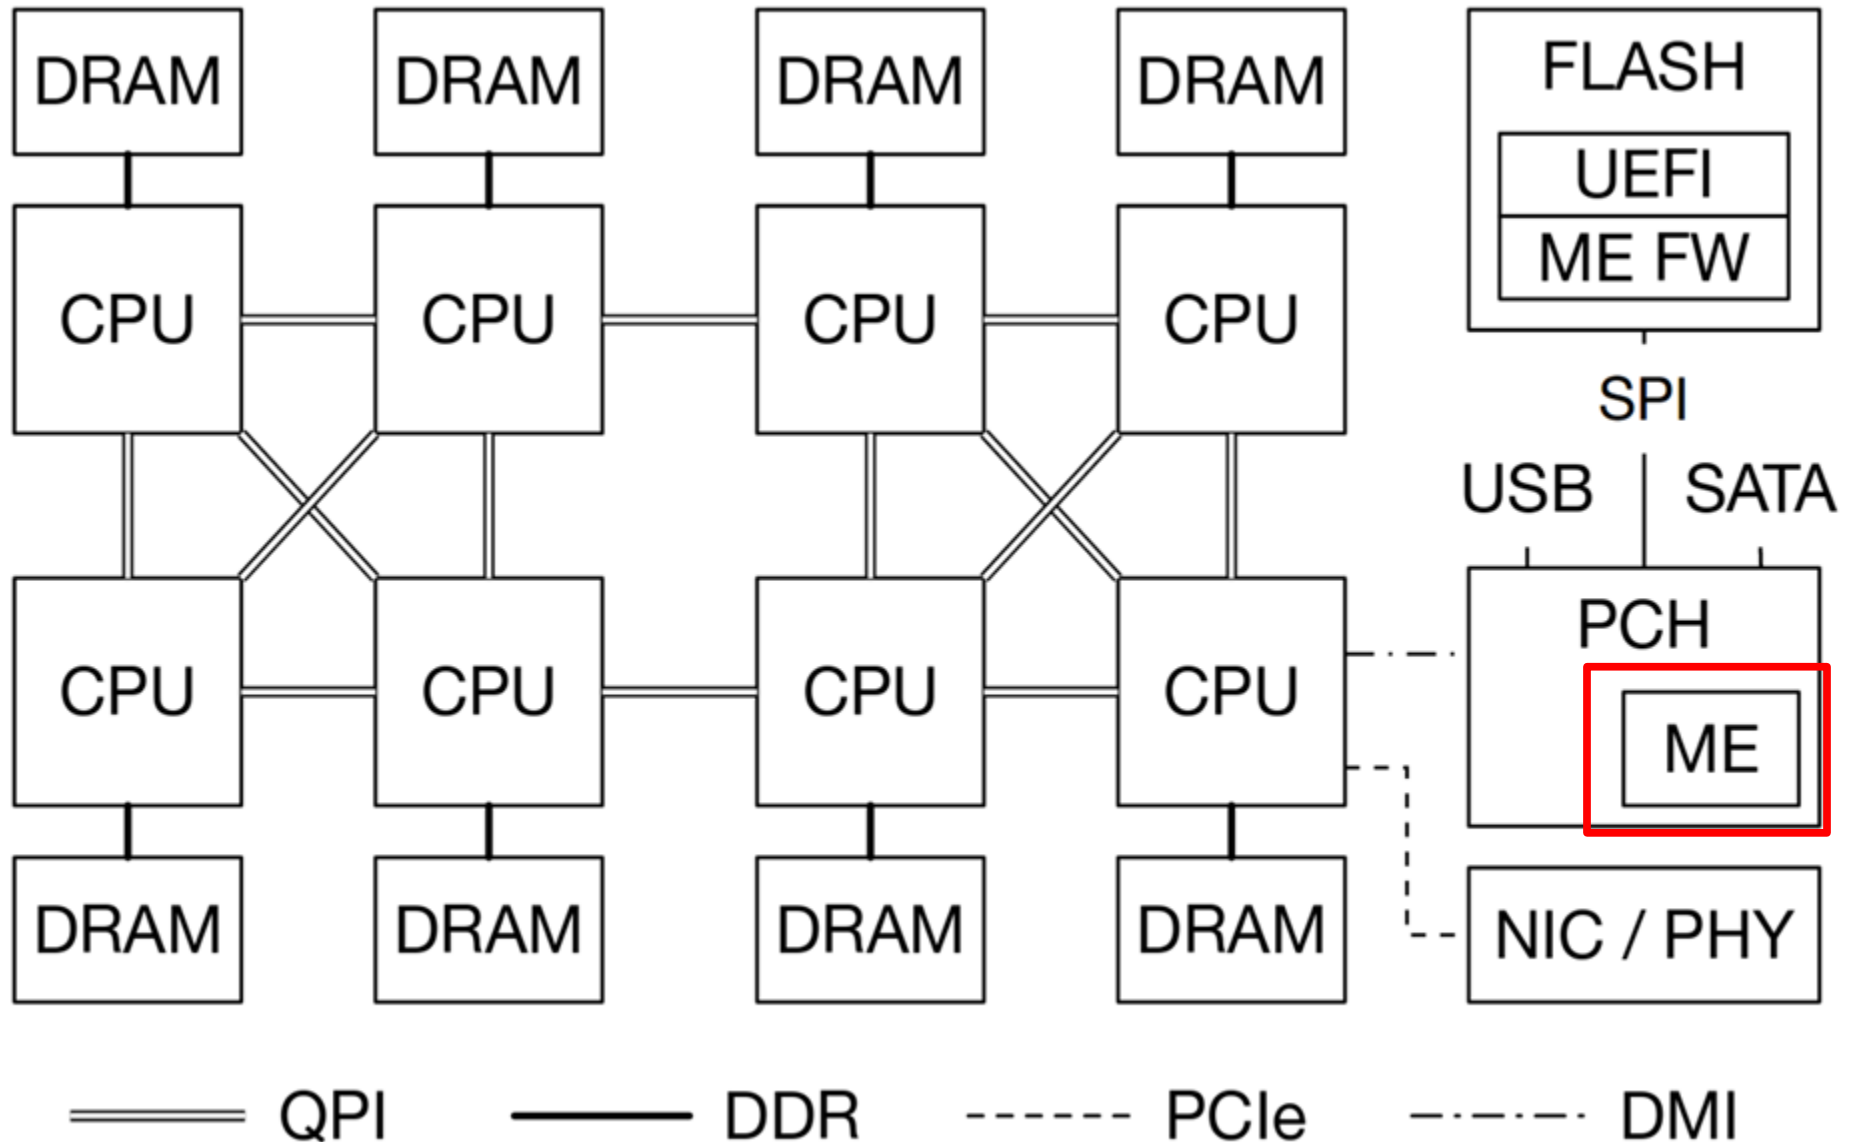 DRAM DRAM DRAM DRAM
FLASH
UEFI
ME FW
CPU CPU CPU CPU
SPI
USB SATA
PCH
CPU CPU CPU CPU
ME
DRAM DRAM DRAM DRAM
NIC / PHY
QPI DDR PCIe DMI